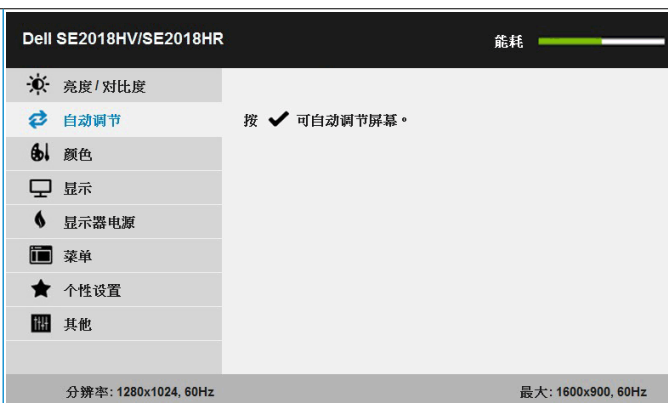 Dell SE2018HV/SE2018HR
能耗
亮度 / 对比度
自动调节
按 ✔ 可自动调节屏幕。
颜色
显示
显示器电源
菜单
个性设置
其他
分辨率: 1280x1024, 60Hz
最大: 1600x900, 60Hz